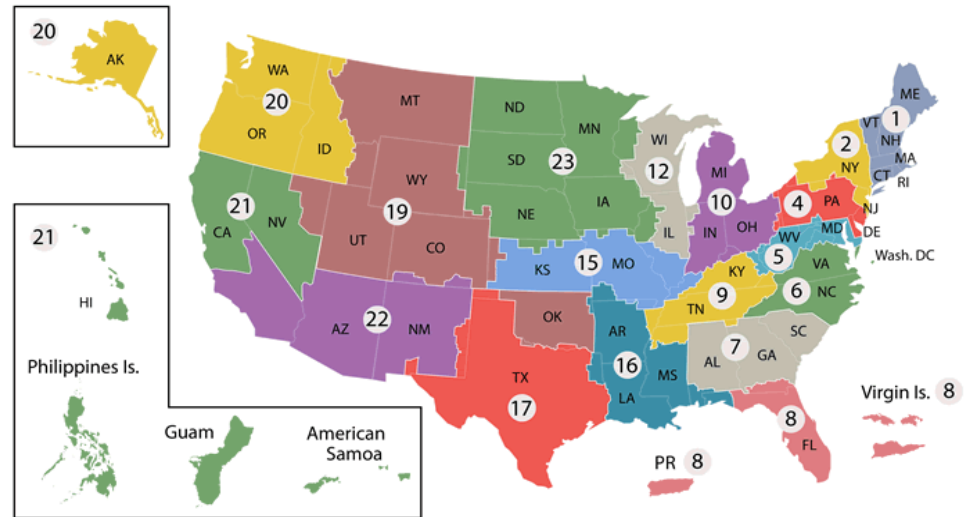 20
AK
WA
20
OR
ID
MT
WY
19
UT
CO
ND
MN
SD
23
NE
IA
WI
12
IL
MI
10
IN
OH
ME
VT
1
NH
MA
CT
RI
2
NY
4
PA
NJ
MD
DE
WV
5
Wash. DC
VA
6
NC
KY
9
TN
SC
7
AL
GA
21
CA
NV
KS
15
MO
22
AZ
NM
OK
AR
16
MS
LA
TX
17
8
FL
Virgin Is. 8
PR 8
21
HI
Philippines Is.
Guam
American
Samoa